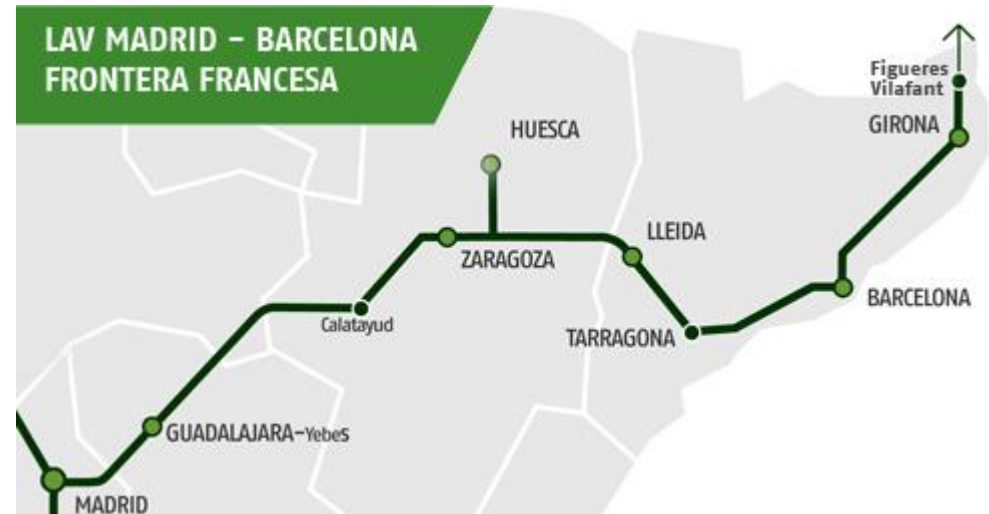 LAV MADRID – BARCELONA
FRONTERA FRANCESA
Figueres
Vilafant
GIRONA
HUESCA
LLEIDA
ZARAGOZA
BARCELONA
Calatayud
TARRAGONA
GUADALAJARA–Yebes
MADRID